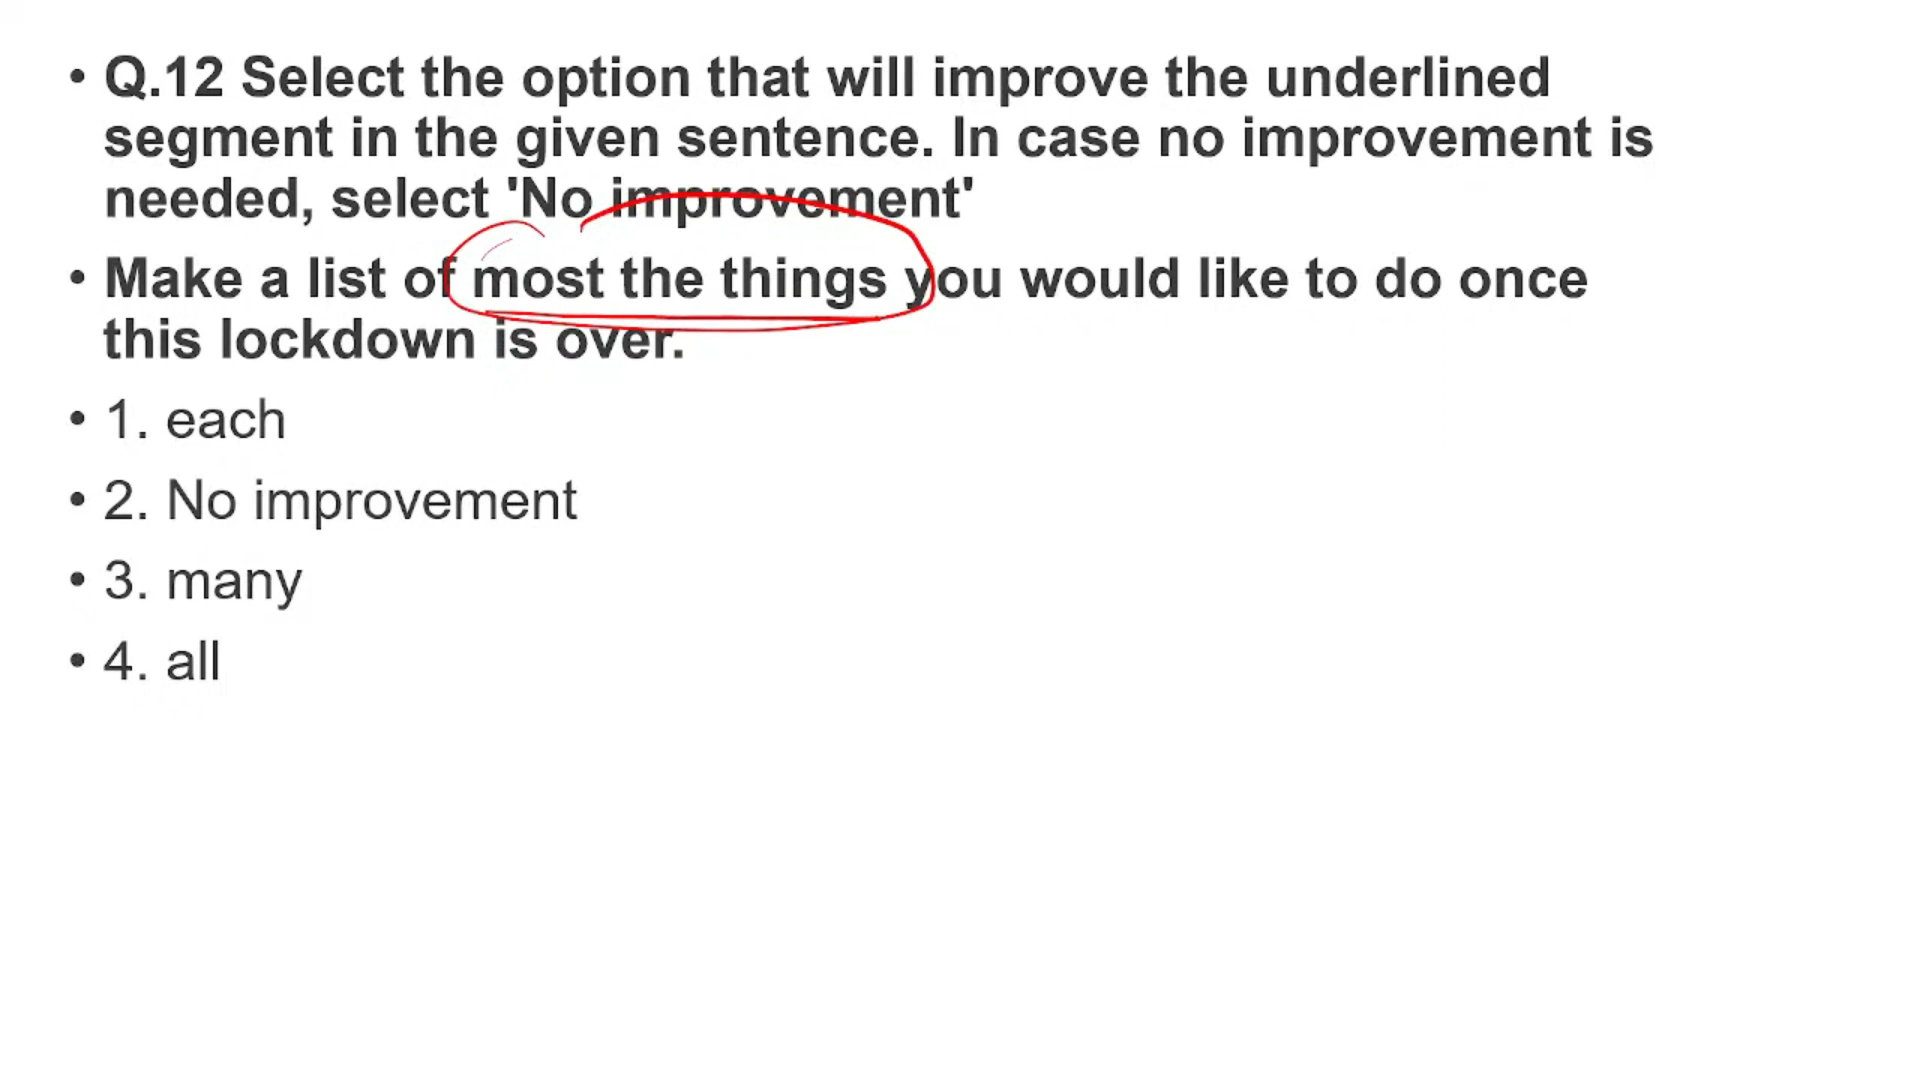 • Q.12 Select the option that will improve the underlined
segment in the given sentence. In case no improvement is
needed, select 'No improvement'
• Make a list of most the things you would like to do once
this lockdown is over.
• 1. each
• 2. No improvement
• 3. many
• 4. all